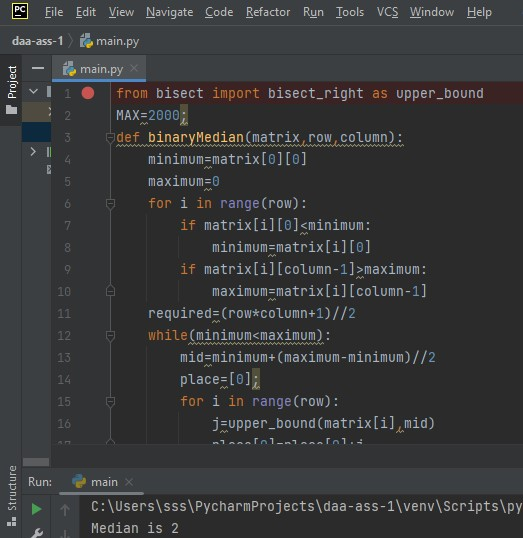 PC File Edit View Navigate Code Refactor Run Tools VCS Window Help
daa-ass-1 main.py
Project
main.py
1 from bisect import bisect_right as upper_bound
2 MAX=2000;
3 def binaryMedian(matrix,row,column):
4 minimum=matrix[0][0]
5 maximum=0
6 for i in range(row):
7 if matrix[i][0]<minimum:
8 minimum=matrix[i][0]
9 if matrix[i][column-1]>maximum:
10 maximum=matrix[i][column-1]
11 required=(row*column+1)//2
12 while(minimum<maximum):
13 mid=minimum+(maximum-minimum)//2
14 place=[0];
15 for i in range(row):
16 j=upper_bound(matrix[i],mid)
17 place[0]=place[0]+j
Structure
Run: main
C:\Users\sss\PycharmProjects\daa-ass-1\venv\Scripts\py
Median is 2